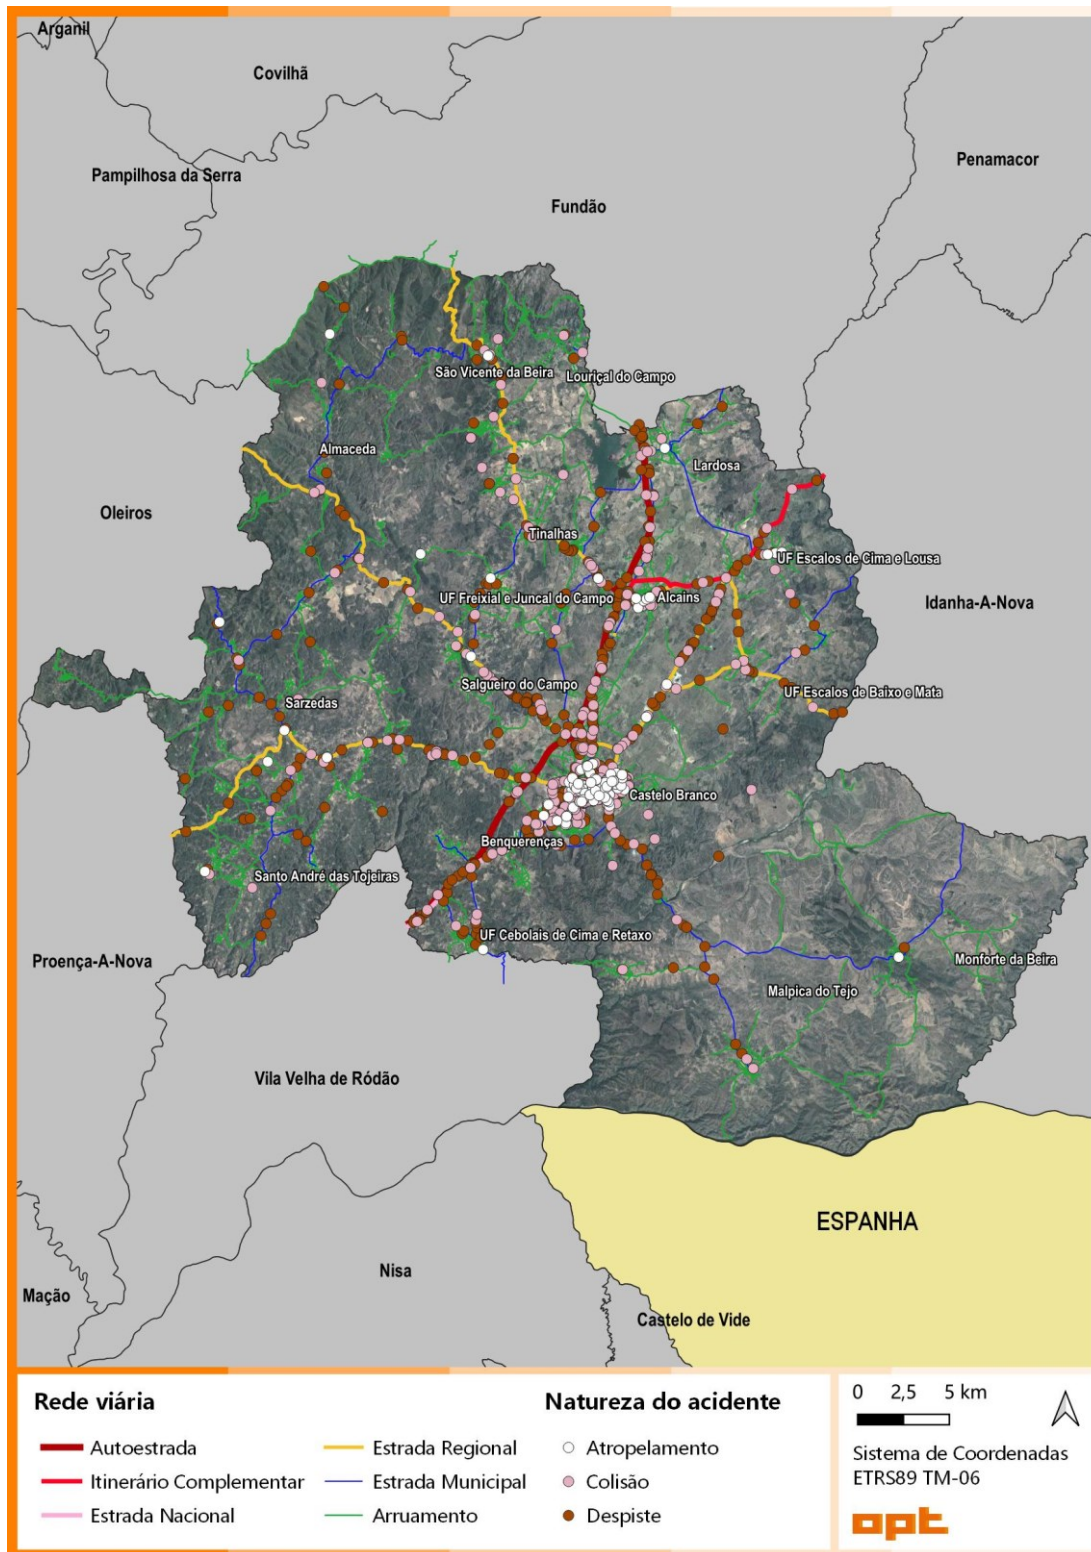 Arganil
Covilhã
Penamacor
Pampilhosa da Serra
Fundão
São Vicente da Beira
Louriçal do Campo
Almaceda
Lardosa
Oleiros
Tinalhas
UF Escalos de Cima e Lousa
UF Freixial e Juncal do Campo
Alcains
Idanha-A-Nova
Salgueiro do Campo
UF Escalos de Baixo e Mata
Sarzedas
Castelo Branco
Benquerenças
Santo André das Tojeiras
UF Cebolais de Cima e Retaxo
Proença-A-Nova
Monforte da Beira
Malpica do Tejo
Vila Velha de Ródão
ESPANHA
Nisa
Mação
Castelo de Vide
Rede viária
Autoestrada
Itinerário Complementar
Estrada Nacional
Estrada Regional
Estrada Municipal
Arruamento
Natureza do acidente
Atropelamento
Colisão
Despiste
0 2,5 5 km
Sistema de Coordenadas
ETRS89 TM-06
opt